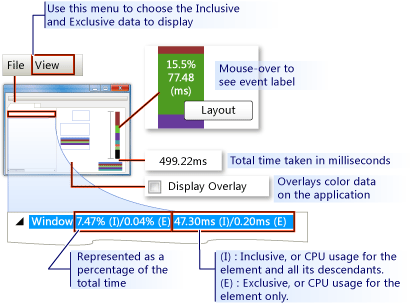 Use this menu to choose the Inclusive
and Exclusive data to display
File View
15.5%
77.48
(ms)
Layout
Mouse-over to
see event label
499.22ms
Total time taken in milliseconds
Display Overlay
Overlays color data
on the application
Window 7.47% (I)/0.04% (E) 47.30ms (I)/0.20ms (E)
Represented as a
percentage of the
total time
(I) : Inclusive, or CPU usage for the
element and all its descendants.
(E) : Exclusive, or CPU usage for the
element only.